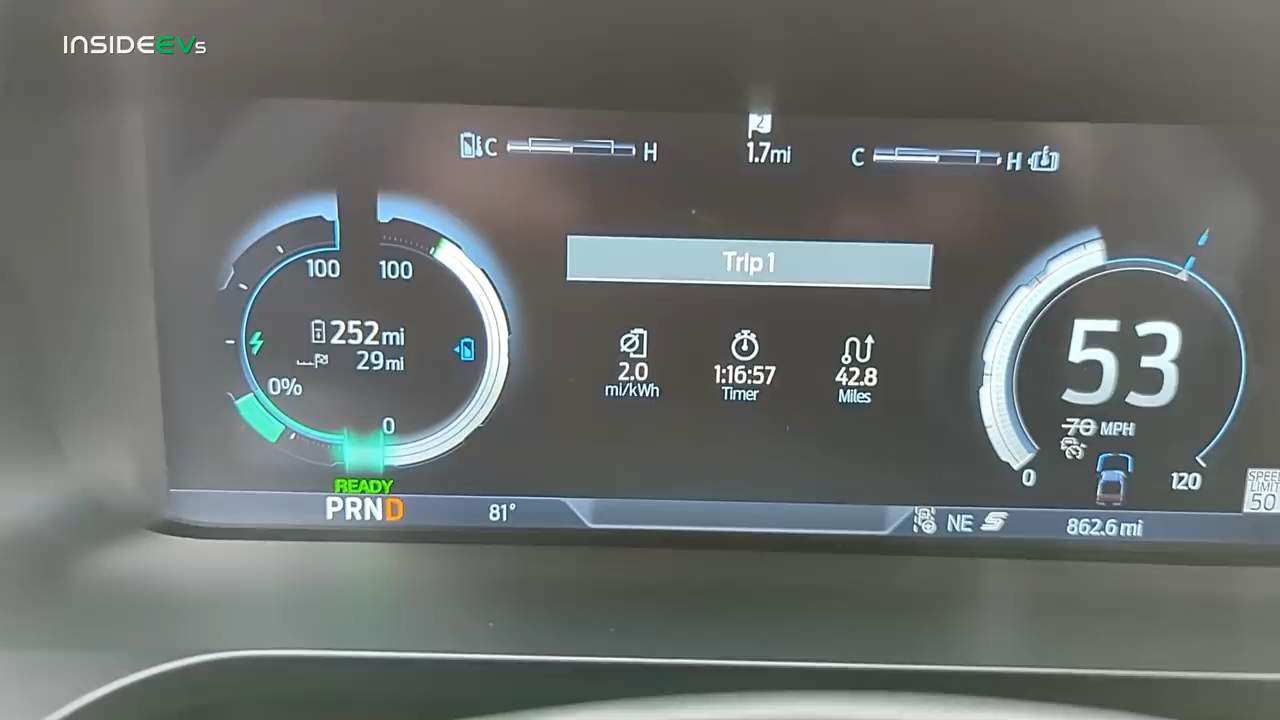 INSIDEEVs
C H
2
1.7mi
C H
100 100
252mi
29mi
0%
0
READY
PRND
81°
Trip 1
2.0
mi/kWh
1:16:57
Timer
42.8
Miles
53
70 MPH
0
120
SPEED
LIMIT
50
NE
862.6 mi